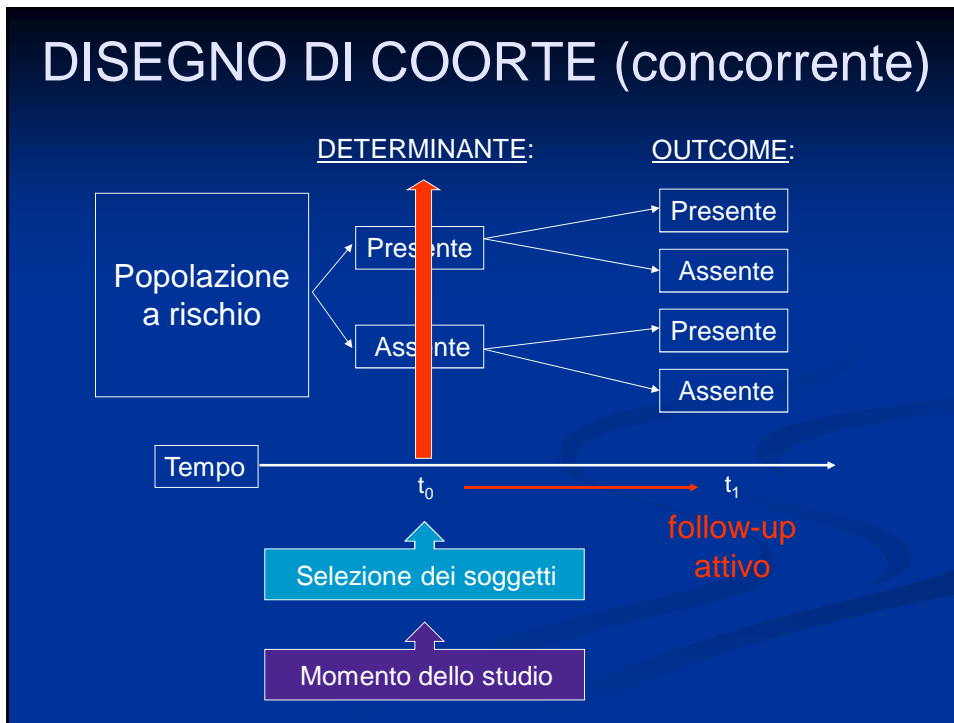 DISEGNO DI COORTE (concorrente)
DETERMINANTE:
OUTCOME:
Popolazione
a rischio
Presente
Assente
Presente
Assente
Presente
Assente
Tempo
t₀
t₁
follow-up
attivo
Selezione dei soggetti
Momento dello studio